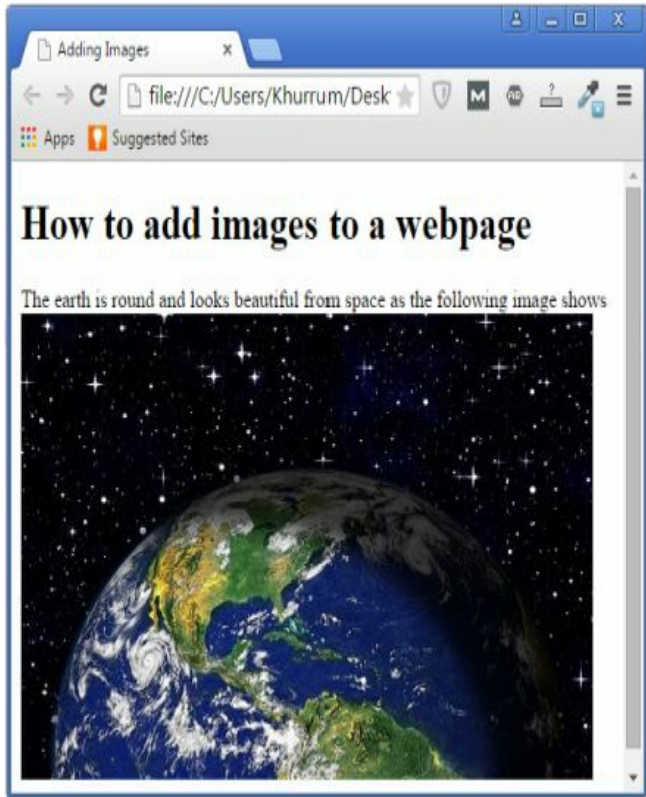 Adding Images
file:///C:/Users/Khurrum/Desk
Apps Suggested Sites
How to add images to a webpage
The earth is round and looks beautiful from space as the following image shows